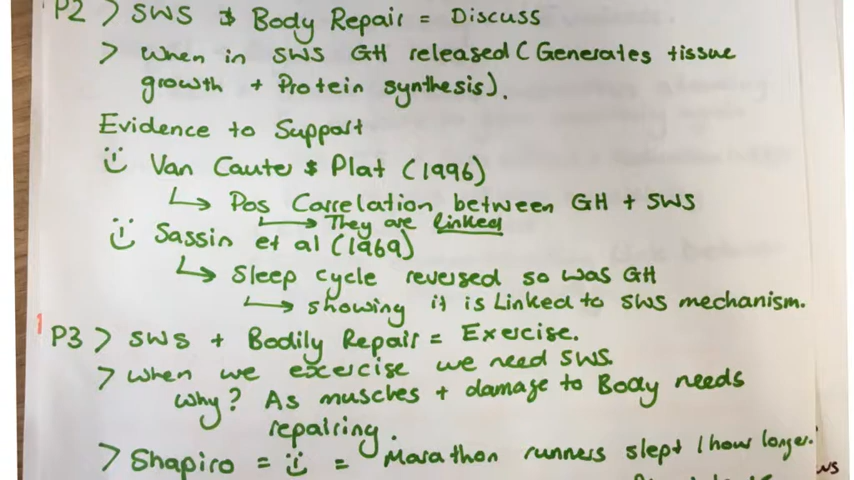 P2 > SWS & Body Repair = Discuss
> When in SWS GH released (Generates tissue
growth + Protein synthesis).
Evidence to Support
Van Cauter & Plat (1996)
↳ Pos Correlation between GH + SWS
↳ They are linked
Sassin et al (1969)
↳ Sleep cycle reversed so was GH
↳ showing it is Linked to SWS mechanism.
P3 > SWS + Bodily Repair = Exercise.
> When we exercise we need SWS.
Why? As muscles + damage to Body needs
repairing.
> Shapiro = = Marathon runners slept 1 hour longer.
ws